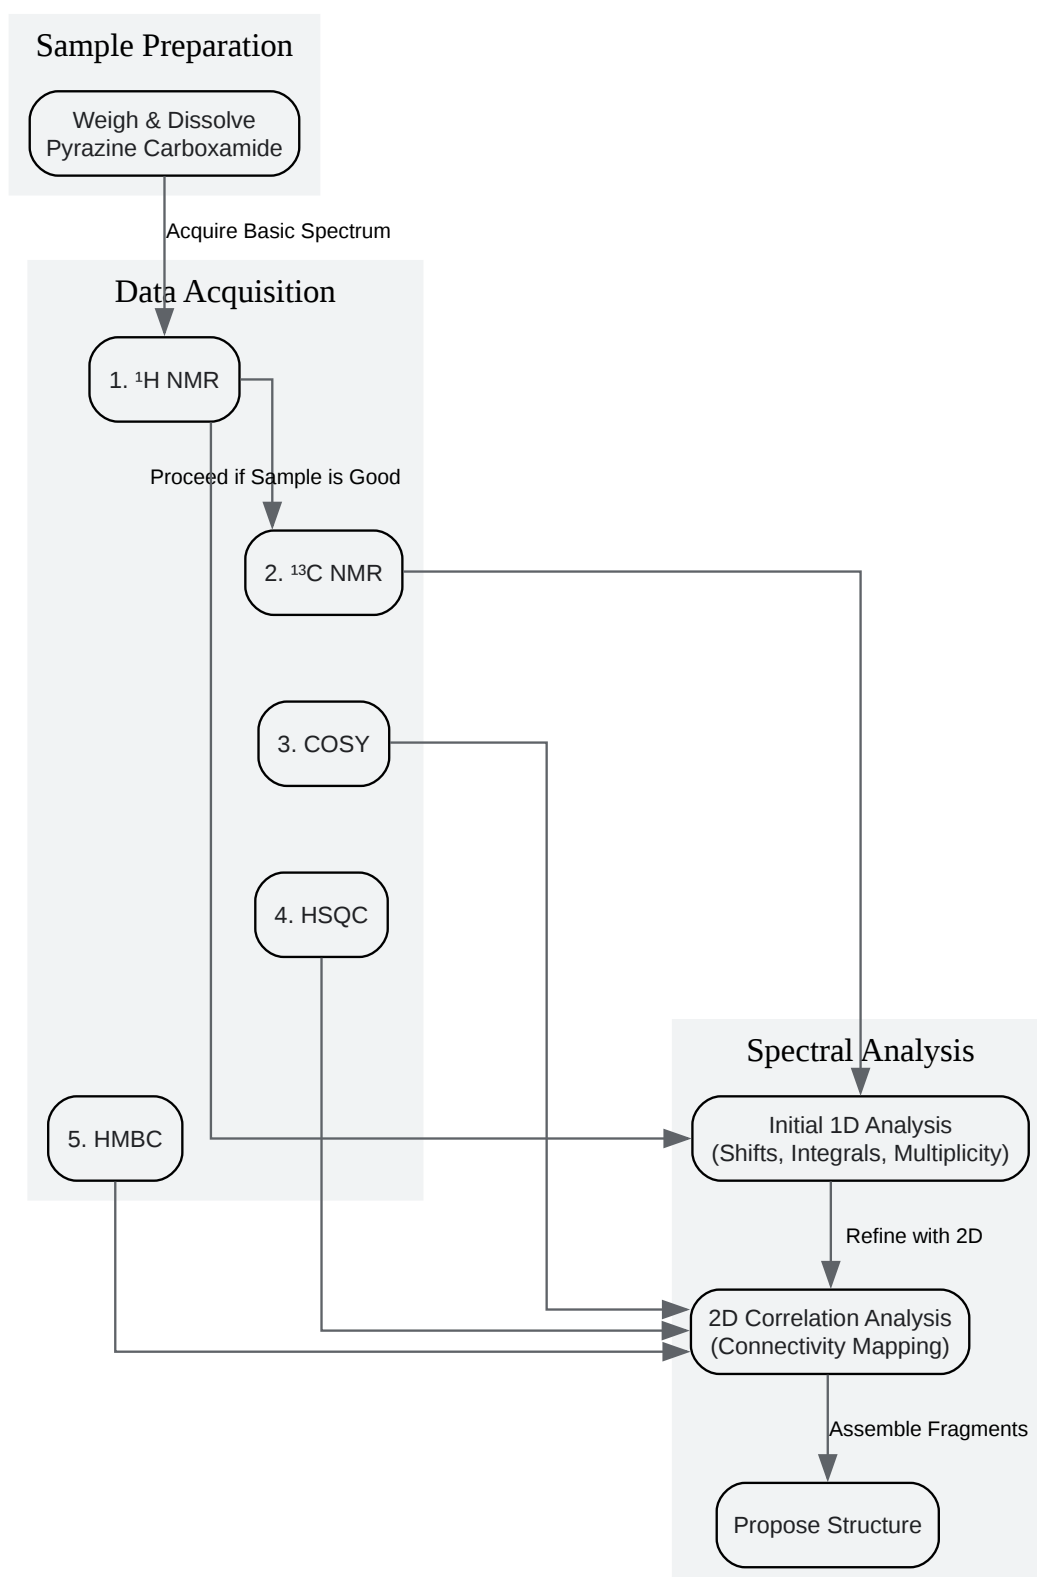 Sample Preparation
Weigh & Dissolve
Pyrazine Carboxamide
Acquire Basic Spectrum
Data Acquisition
1. ¹H NMR
Proceed if Sample is Good
2. ¹³C NMR
3. COSY
4. HSQC
5. HMBC
Spectral Analysis
Initial 1D Analysis
(Shifts, Integrals, Multiplicity)
Refine with 2D
2D Correlation Analysis
(Connectivity Mapping)
Assemble Fragments
Propose Structure